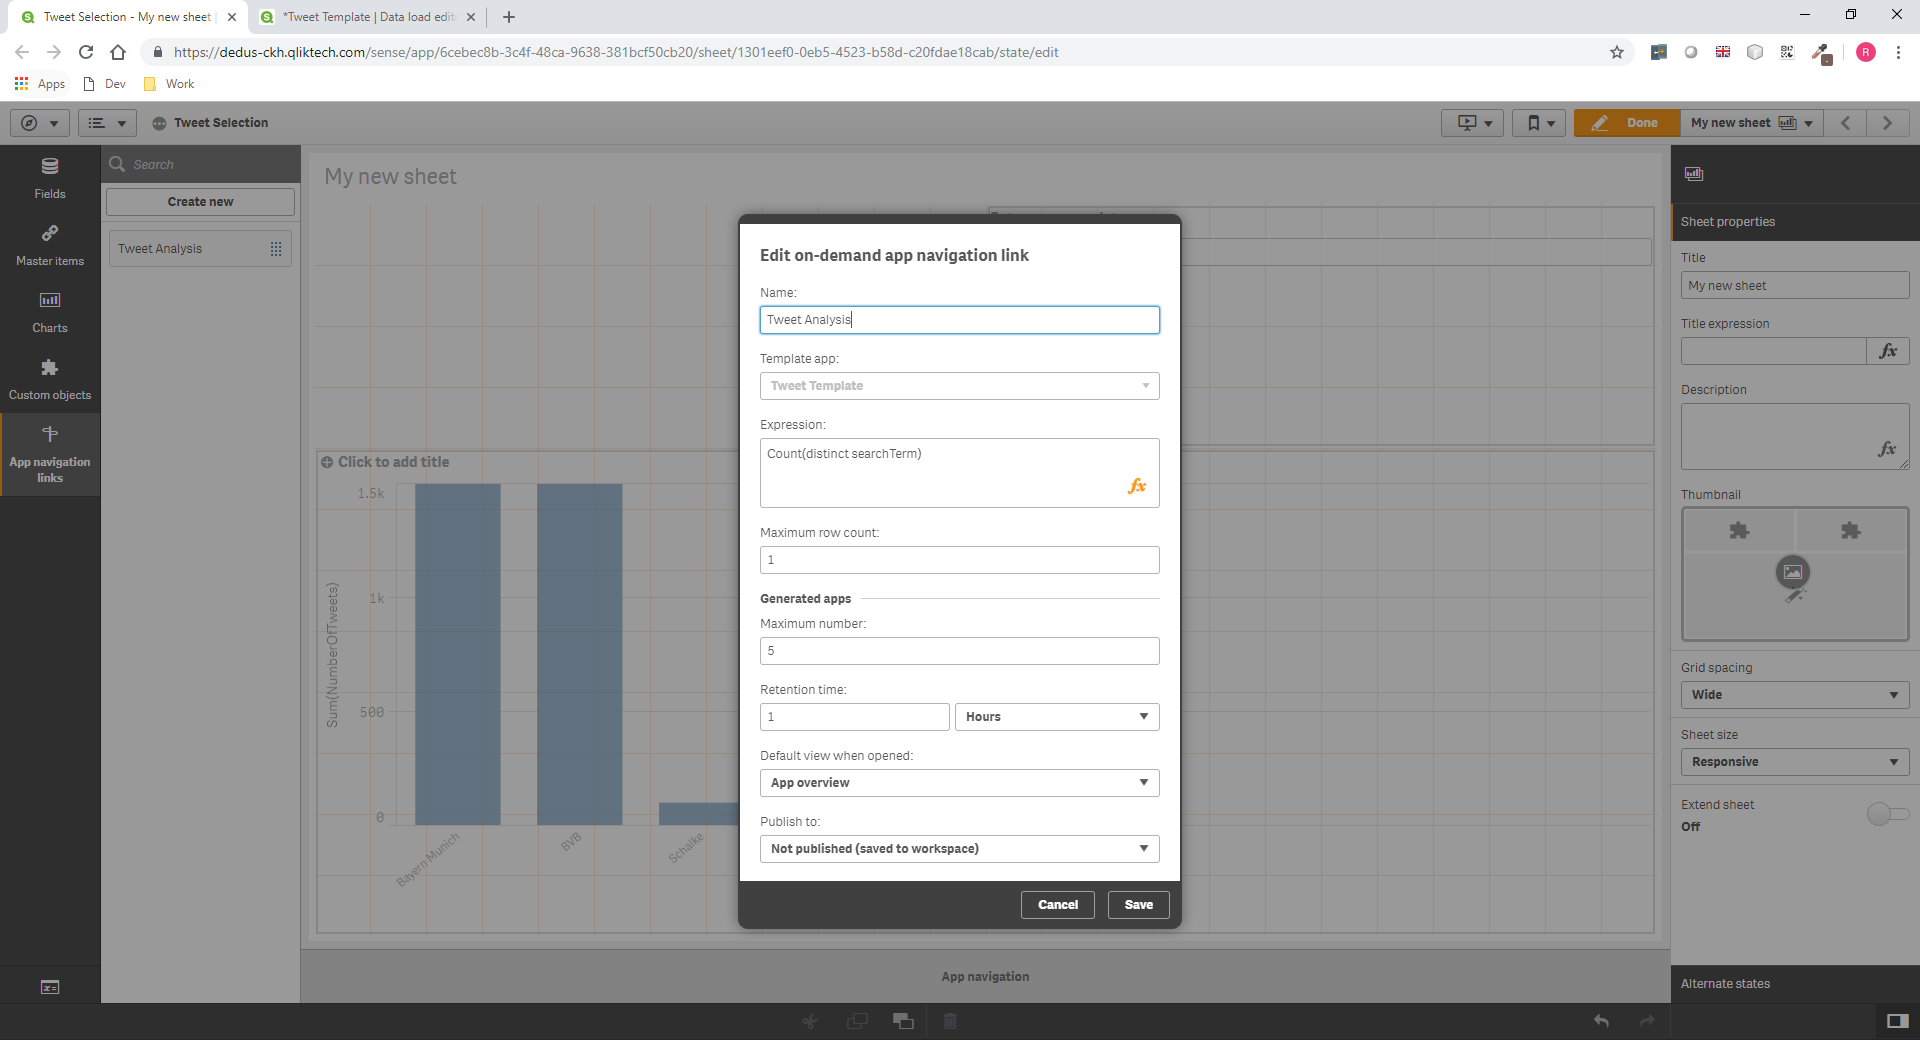 Tweet Selection - My new sheet
*Tweet Template | Data load edit
https://dedus-ckh.qliktech.com/sense/app/6cebec8b-3c4f-48ca-9638-381bcf50cb20/sheet/1301eef0-0eb5-4523-b58d-c20fdae18cab/state/edit
R
Apps
Dev
Work
Tweet Selection
Done
My new sheet
Fields
Master items
Charts
Custom objects
App navigation
links
Search
Create new
Tweet Analysis
My new sheet
Click to add title
1.5k
1k
500
0
Sum(NumberOfTweets)
Bayern Munich
BVB
Schalke
Edit on-demand app navigation link
Name:
Tweet Analysis
Template app:
Tweet Template
Expression:
Count(distinct searchTerm)
fx
Maximum row count:
1
Generated apps
Maximum number:
5
Retention time:
1
Hours
Default view when opened:
App overview
Publish to:
Not published (saved to workspace)
Cancel
Save
App navigation
Sheet properties
Title
My new sheet
Title expression
fx
Description
fx
Thumbnail
Grid spacing
Wide
Sheet size
Responsive
Extend sheet
Off
Alternate states